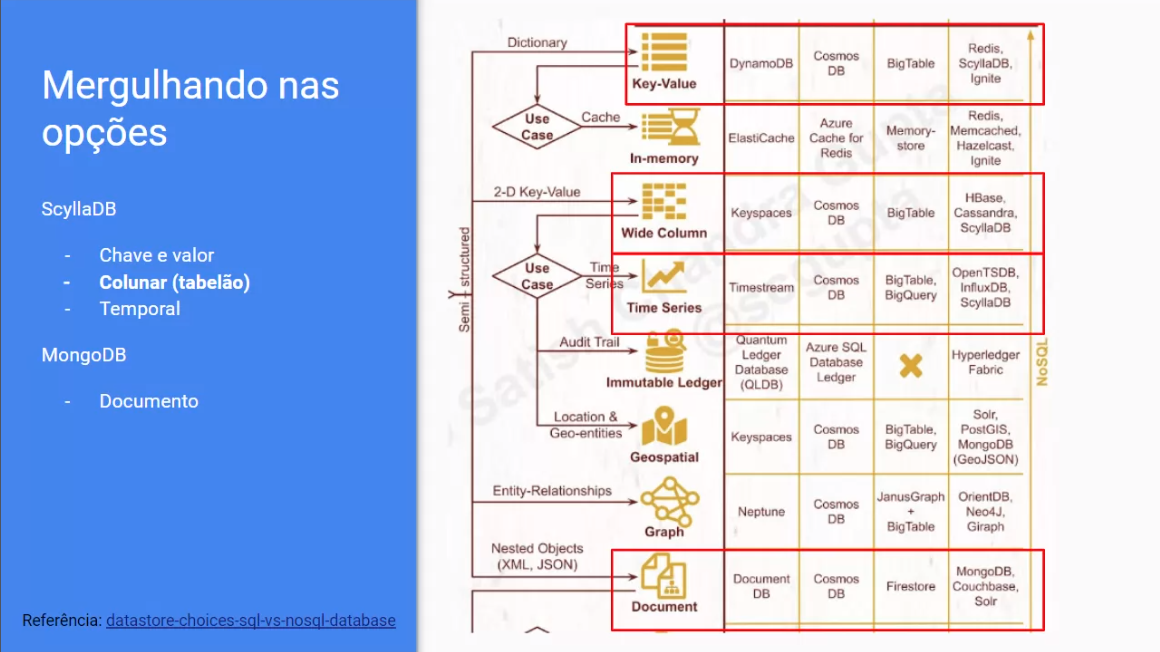 Mergulhando nas
opções
ScyllaDB
- Chave e valor
- Colunar (tabelão)
- Temporal
MongoDB
- Documento
Referência: datastore-choices-sql-vs-nosql-database
Semi - structured
Y
Dictionary
Key-Value
DynamoDB
Cosmos
DB
BigTable
Redis,
ScyllaDB,
Ignite
Use
Case
Cache
In-memory
ElastiCache
Azure
Cache for
Redis
Memory-
store
Redis,
Memcached,
Hazelcast,
Ignite
2-D Key-Value
Wide Column
Keyspaces
Cosmos
DB
BigTable
HBase,
Cassandra,
ScyllaDB
Use
Case
Time
Series
Time Series
Timestream
Cosmos
DB
BigTable,
BigQuery
OpenTSDB,
InfluxDB,
ScyllaDB
Audit Trail
Immutable Ledger
Quantum
Ledger
Database
(QLDB)
Azure SQL
Database
Ledger
Hyperledger
Fabric
Location &
Geo-entities
Geospatial
Keyspaces
Cosmos
DB
BigTable,
BigQuery
Solr,
PostGIS,
MongoDB
(GeoJSON)
Entity-Relationships
Graph
Neptune
Cosmos
DB
JanusGraph
+
BigTable
OrientDB,
Neo4J,
Giraph
Nested Objects
(XML, JSON)
Document
Document
DB
Cosmos
DB
Firestore
MongoDB,
Couchbase,
Solr
NoSQL
Satish Chandra Gupta
@ssgupta